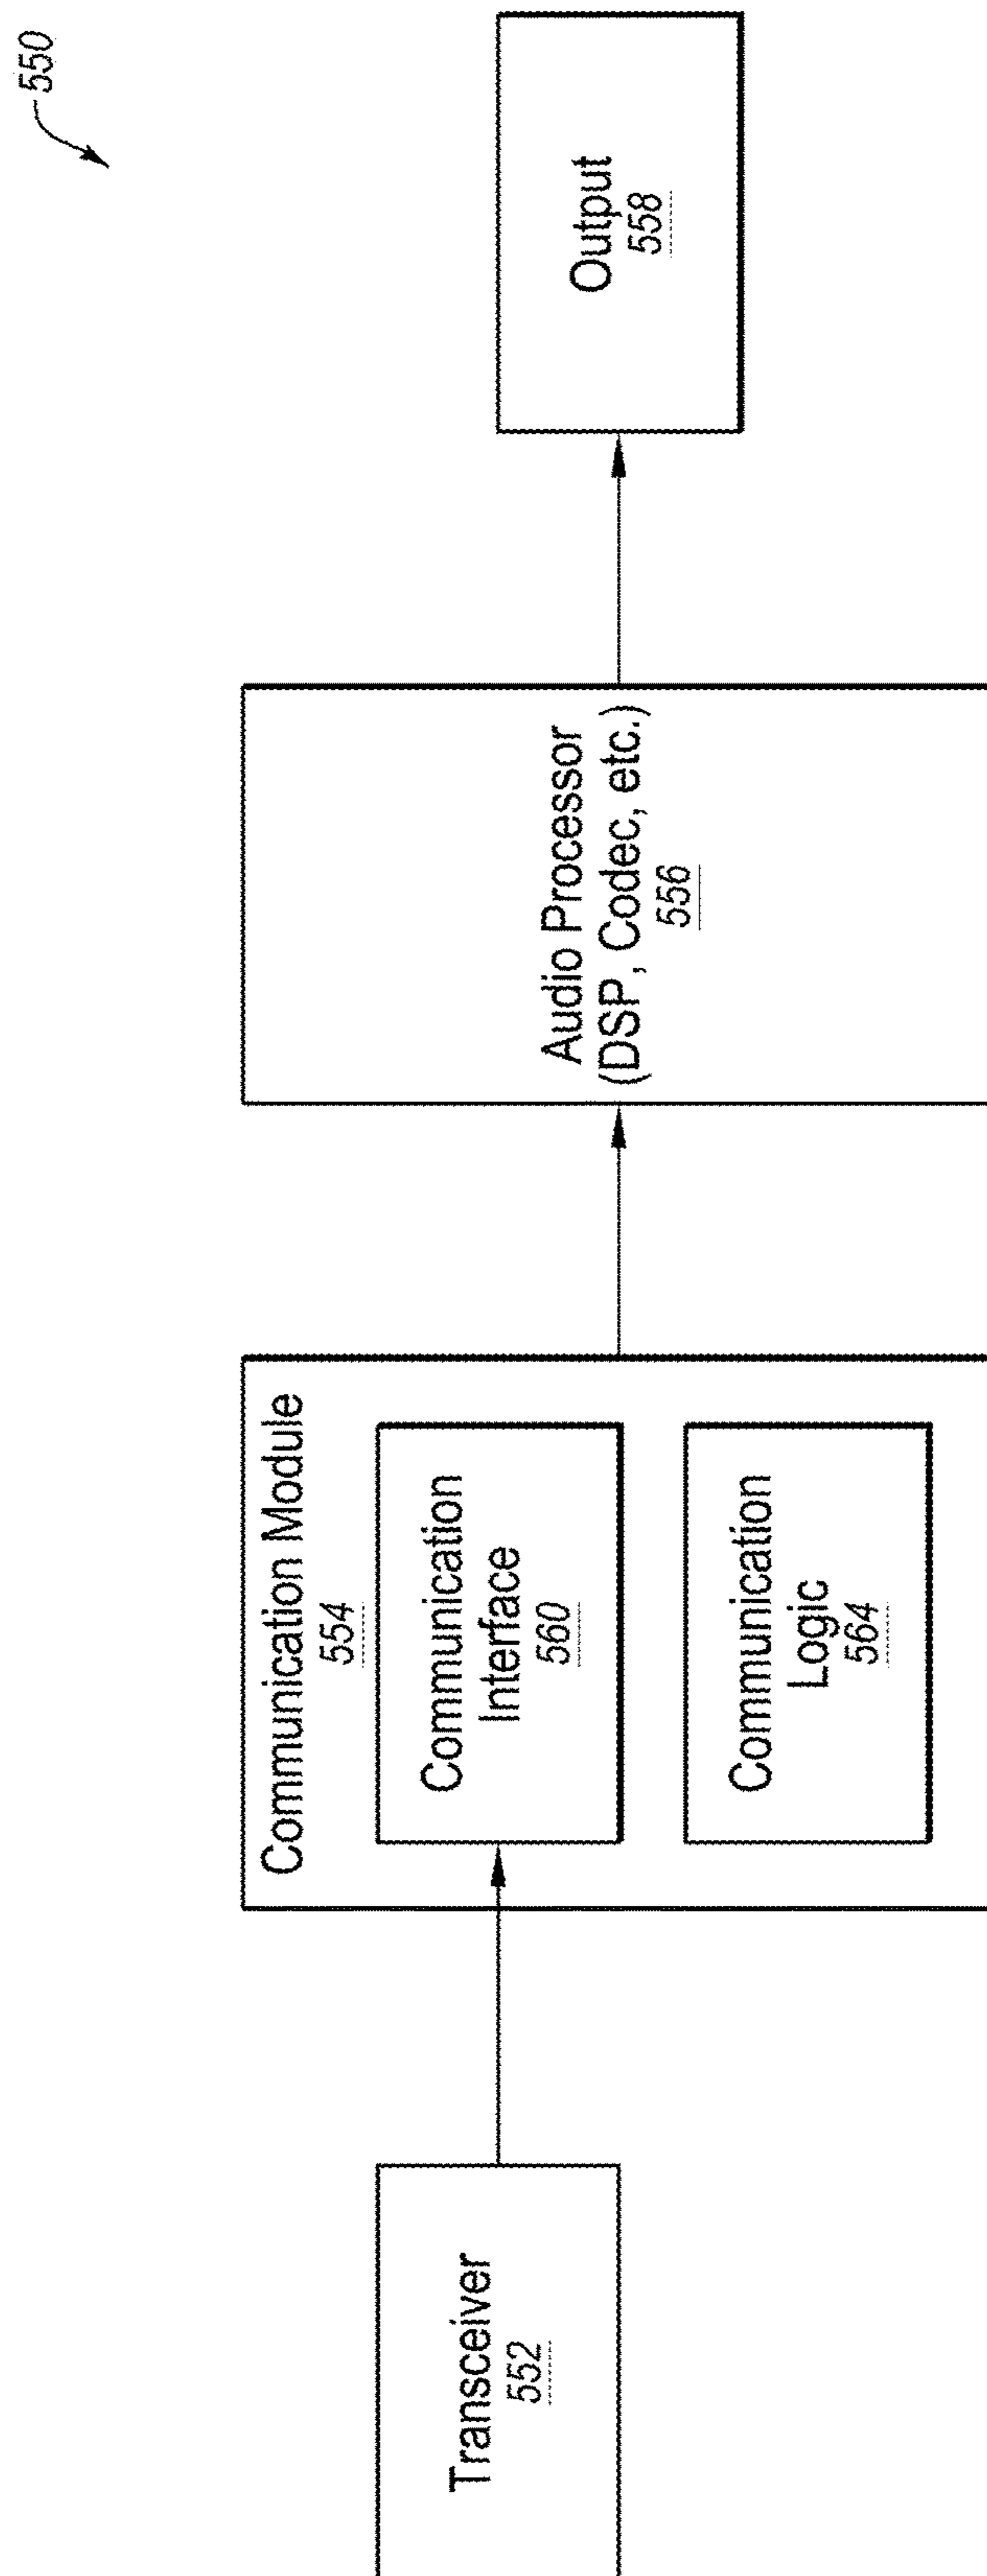 550
Transceiver
552
Communication Module
554
Communication
Interface
560
Communication
Logic
564
Audio Processor
(DSP, Codec, etc.)
556
Output
558